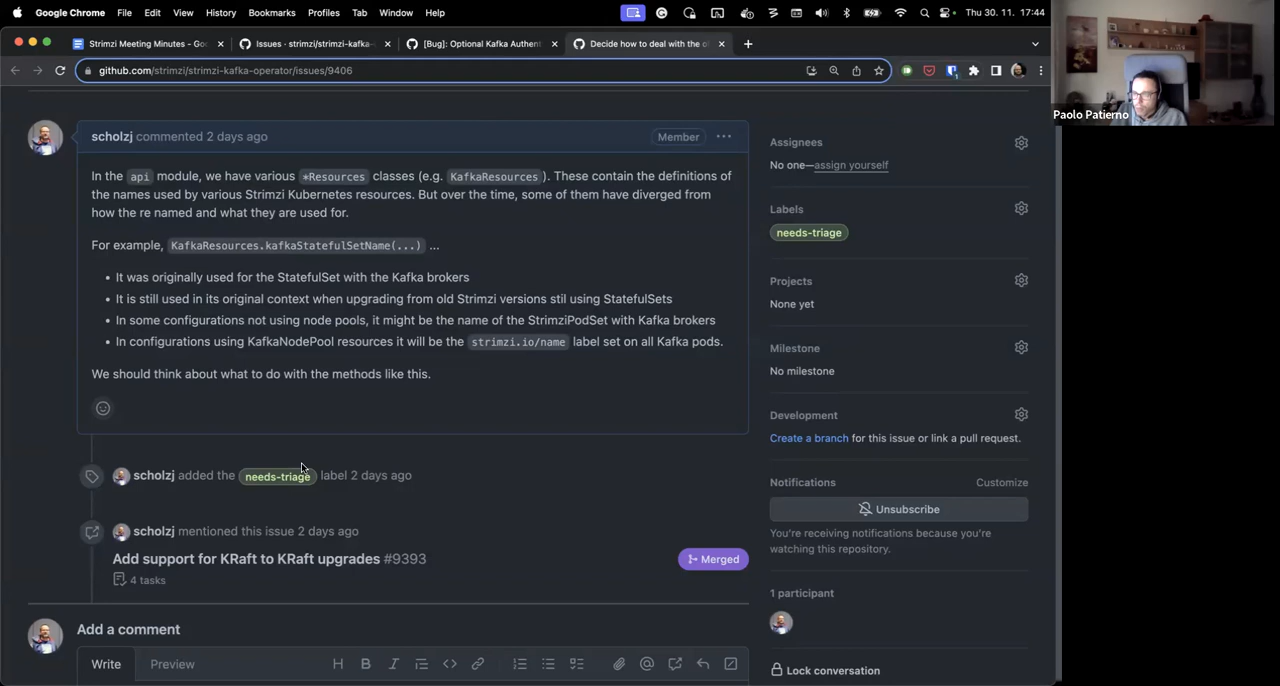 Google Chrome File Edit View History Bookmarks Profiles Tab Window Help Thu 30. 11. 17:44
Strimzi Meeting Minutes - Go
Issues · strimzi/strimzi-kafka-
[Bug]: Optional Kafka Authent
Decide how to deal with the o
github.com/strimzi/strimzi-kafka-operator/issues/9406
Paolo Patierno
scholzj commented 2 days ago Member
In the api module, we have various *Resources classes (e.g. KafkaResources ). These contain the definitions of
the names used by various Strimzi Kubernetes resources. But over the time, some of them have diverged from
how the re named and what they are used for.
For example, KafkaResources.kafkaStatefulSetName(...) ...
• It was originally used for the StatefulSet with the Kafka brokers
• It is still used in its original context when upgrading from old Strimzi versions stil using StatefulSets
• In some configurations not using node pools, it might be the name of the StrimziPodSet with Kafka brokers
• In configurations using KafkaNodePool resources it will be the strimzi.io/name label set on all Kafka pods.
We should think about what to do with the methods like this.
scholzj added the needs-triage label 2 days ago
scholzj mentioned this issue 2 days ago
Add support for KRaft to KRaft upgrades #9393
Merged
4 tasks
Add a comment
Write Preview
Assignees
No one—assign yourself
Labels
needs-triage
Projects
None yet
Milestone
No milestone
Development
Create a branch for this issue or link a pull request.
Notifications Customize
Unsubscribe
You're receiving notifications because you're
watching this repository.
1 participant
Lock conversation